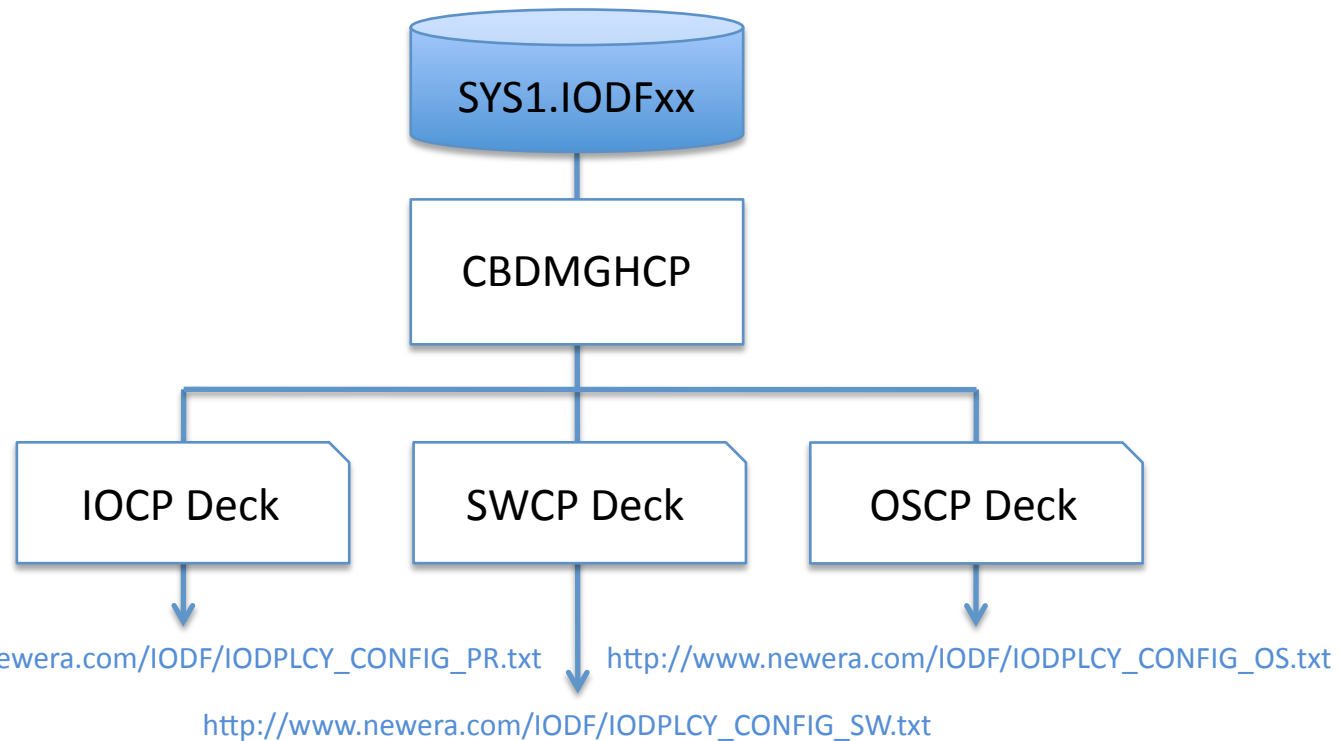 SYS1.IODFxx
CBDMGHCP
IOCP Deck
SWCP Deck
OSCP Deck
ewera.com/IODF/IODPLCY_CONFIG_PR.txt
http://www.newera.com/IODF/IODPLCY_CONFIG_OS.txt
http://www.newera.com/IODF/IODPLCY_CONFIG_SW.txt